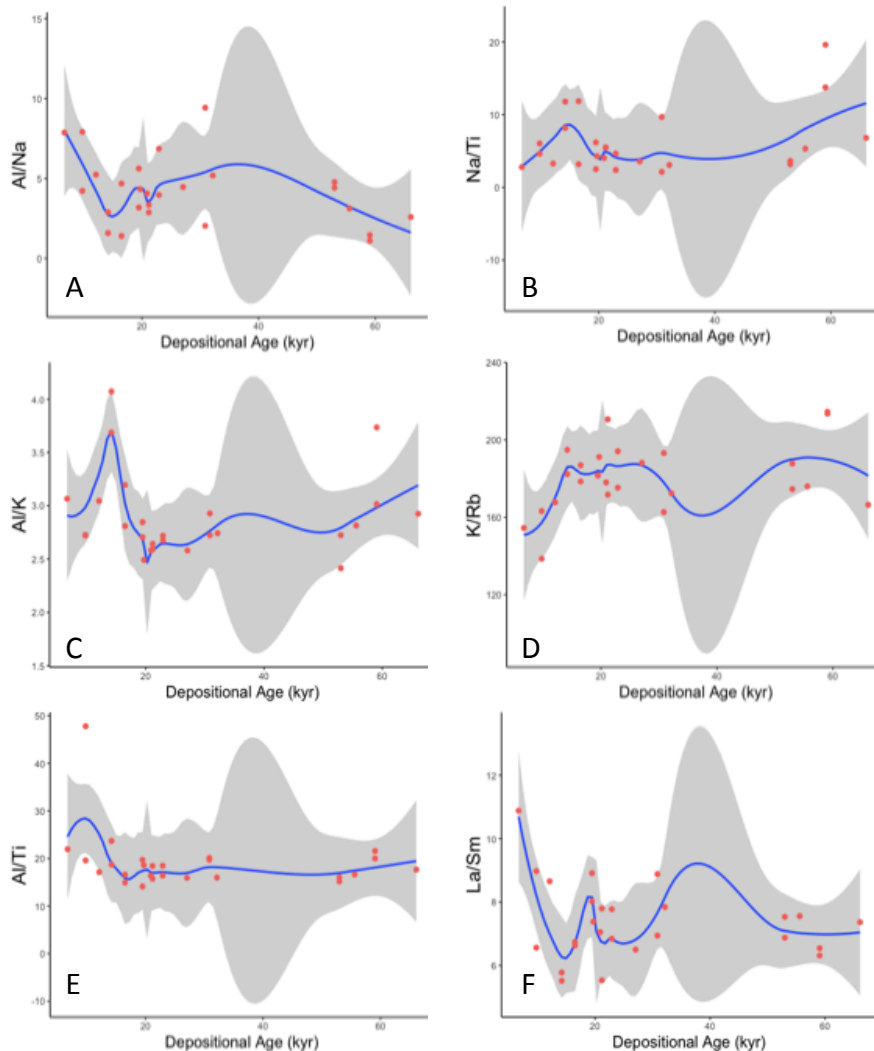 15
10
5
0
Al/Na
A
20
40
60
Depositional Age (kyr)
20
10
0
-10
Na/Ti
B
20
40
60
Depositional Age (kyr)
4.0
3.5
3.0
2.5
2.0
1.5
Al/K
C
20
40
60
Depositional Age (kyr)
240
200
160
120
K/Rb
D
20
40
60
Depositional Age (kyr)
50
40
30
20
10
0
-10
Al/Ti
E
20
40
60
Depositional Age (kyr)
12
10
8
6
La/Sm
F
20
40
60
Depositional Age (kyr)